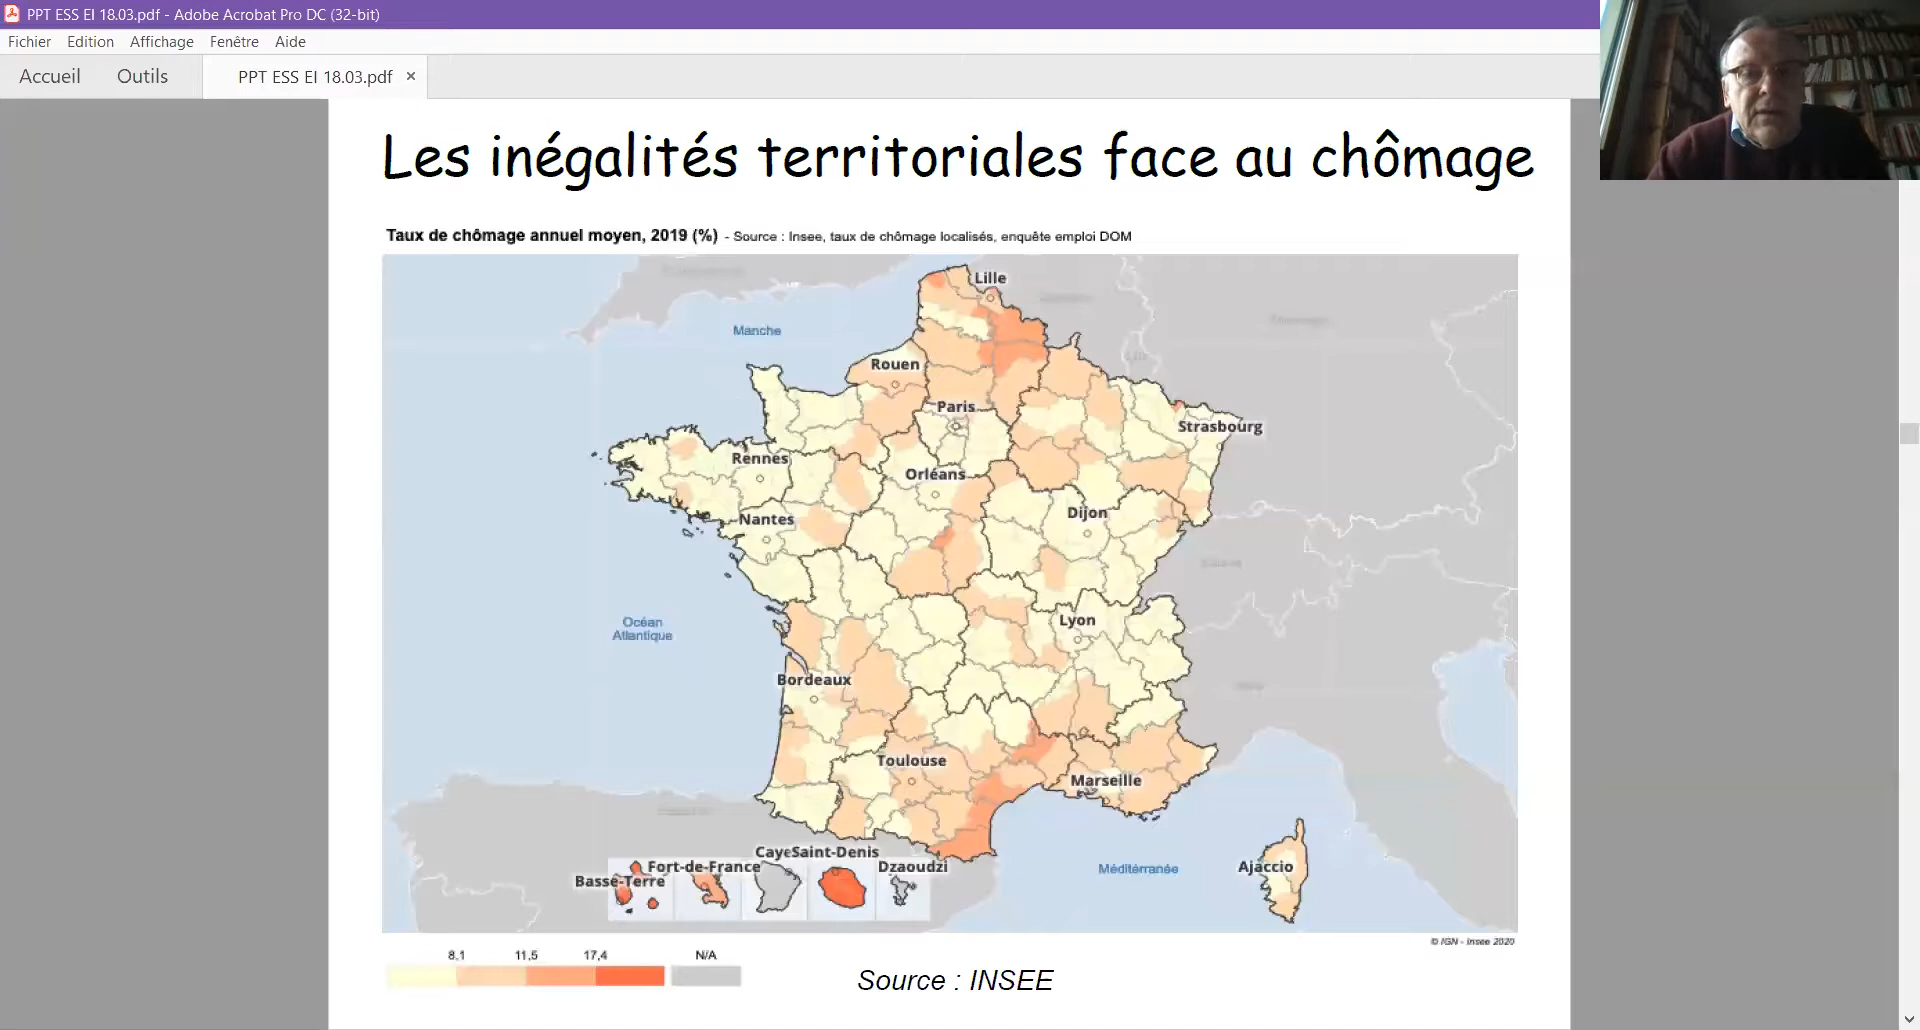 PPT ESS EI 18.03.pdf - Adobe Acrobat Pro DC (32-bit)
Fichier Edition Affichage Fenêtre Aide
Accueil Outils PPT ESS EI 18.03.pdf ×
Les inégalités territoriales face au chômage
Taux de chômage annuel moyen, 2019 (%) - Source : Insee, taux de chômage localisés, enquête emploi DOM
Lille
Manche
Rouen
Paris
Strasbourg
Rennes
Orléans
Dijon
Nantes
Océan
Atlantique
Lyon
Bordeaux
Toulouse
Marseille
CayeSaint-Denis
Fort-de-France
Dzaoudzi
Basse-Terre
Méditérranée
Ajaccio
© IGN - Insee 2020
8,1 11,5 17,4 N/A
Source : INSEE